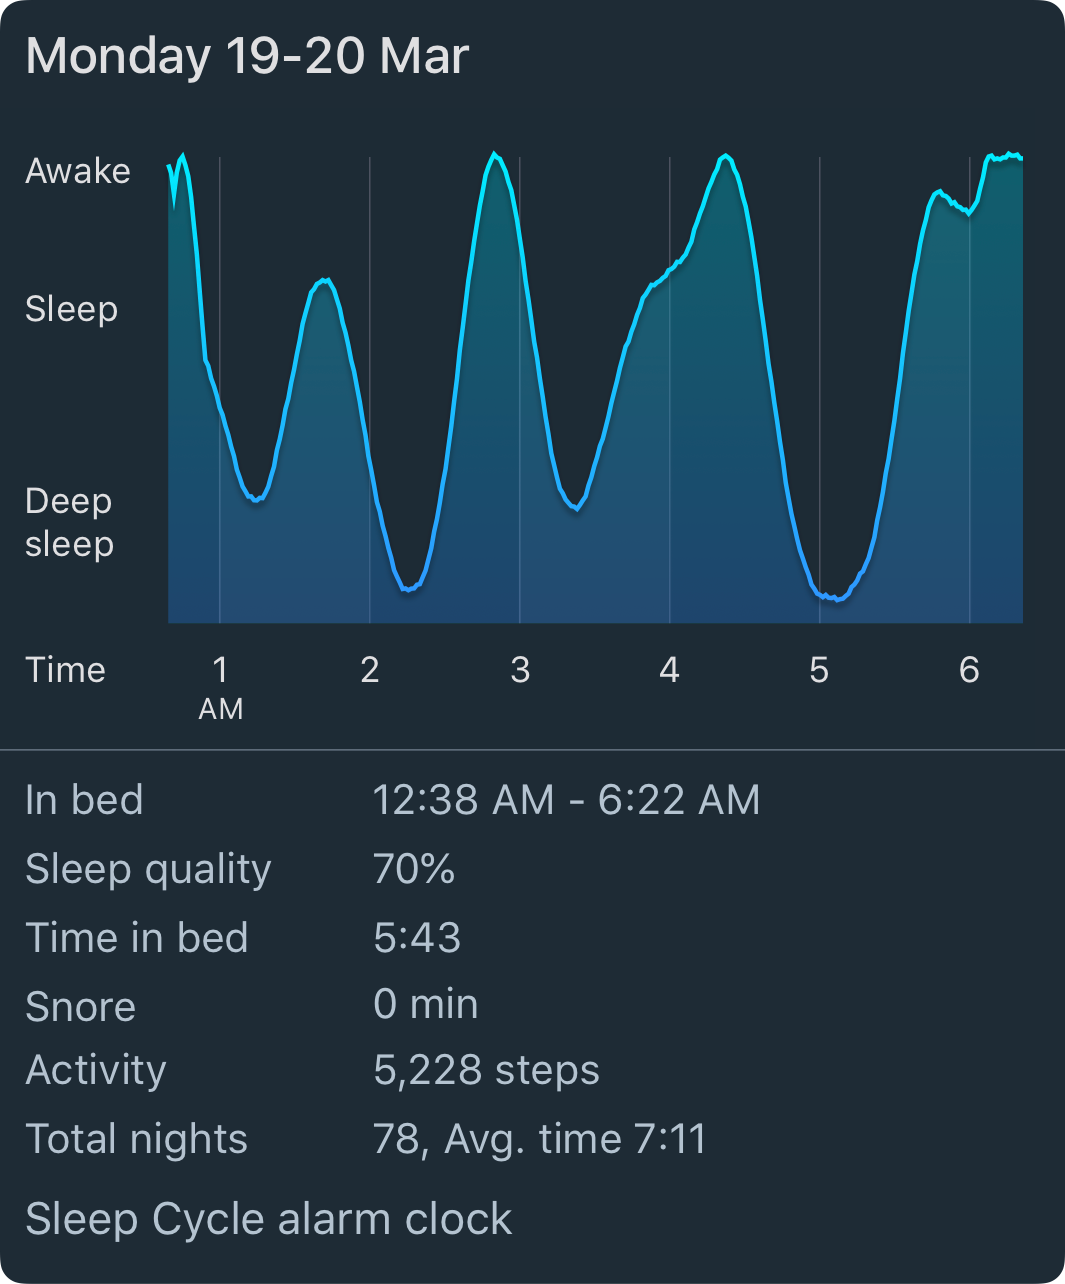 Monday 19-20 Mar
Awake
Sleep
Deep
sleep
Time 1 2 3 4 5 6
AM
In bed 12:38 AM - 6:22 AM
Sleep quality 70%
Time in bed 5:43
Snore 0 min
Activity 5,228 steps
Total nights 78, Avg. time 7:11
Sleep Cycle alarm clock